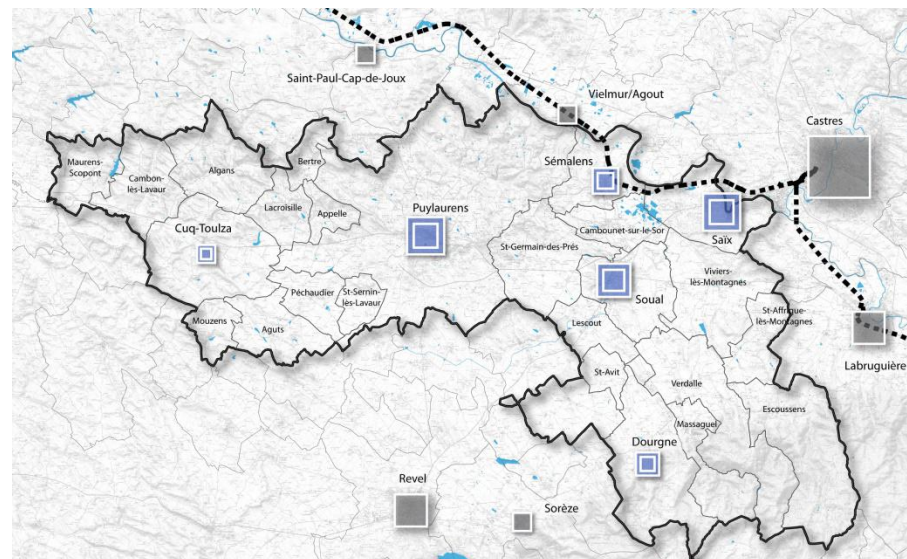 Saint-Paul-Cap-de-Joux
Vielmur/Agout
Castres
Maurens-
Scopont
Cambon-
lès-Lavaur
Algans
Bertre
Sémalens
Lacroisille
Appelle
Puylaurens
Cuq-Toulza
Cambounet-sur-le-Sor
Saïx
St-Germain-des-Prés
Viviers-
lès-Montagnes
Péchaudier
St-Sernin-
lès-Lavaur
Soual
Mouzens
Aguts
Lescout
St-Affrique-
lès-Montagnes
Labruguière
St-Avit
Verdalle
Escoussens
Massaguel
Dourgne
Revel
Sorèze